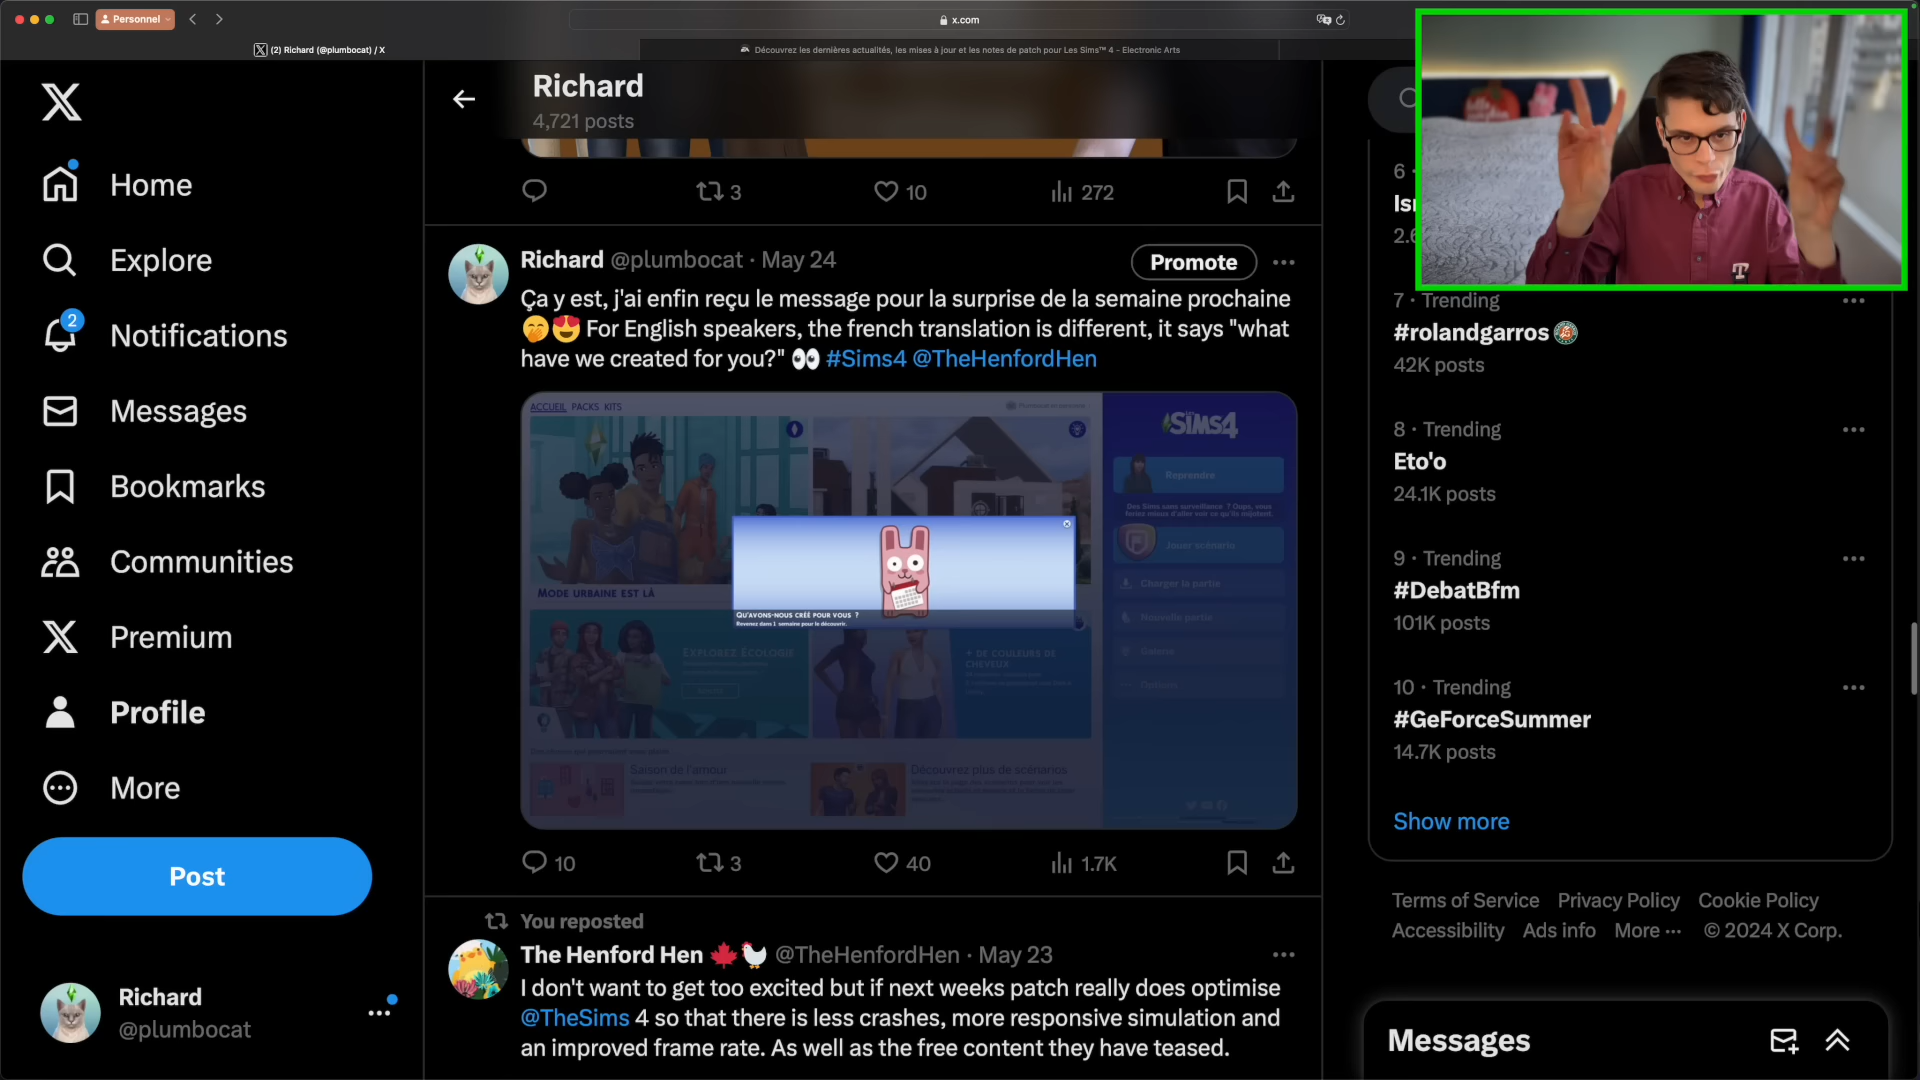 Personnel
x.com
(2) Richard (@plumbocat) / X
Découvrez les dernières actualités, les mises à jour et les notes de patch pour Les Sims™ 4 – Electronic Arts
Home
Explore
2
Notifications
Messages
Bookmarks
Communities
Premium
Profile
More
Post
Richard
@plumbocat
Richard
4,721 posts
3
10
272
Richard @plumbocat · May 24
Promote
Ça y est, j'ai enfin reçu le message pour la surprise de la semaine prochaine
🤭😍 For English speakers, the french translation is different, it says "what
have we created for you?" 👀 #Sims4 @TheHenfordHen
ACCUEIL PACKS KITS
LES SIMS4
Reprendre
Des Sims sans surveillance ? Oups, vous
feriez mieux d'aller voir ce qu'ils mijotent.
Jouer scénario
Charger la partie
Nouvelle partie
Galerie
Options
MODE URBAINE EST LÀ
QU'AVONS-NOUS CRÉÉ POUR VOUS ?
Revenez dans 1 semaine pour le découvrir.
EXPLOREZ ÉCOLOGIE
+ DE COULEURS DE
CHEVEUX
Saison de l'amour
Découvrez plus de scénarios
10
3
40
1.7K
You reposted
The Henford Hen 🍁🐓 @TheHenfordHen · May 23
I don't want to get too excited but if next weeks patch really does optimise
@TheSims 4 so that there is less crashes, more responsive simulation and
an improved frame rate. As well as the free content they have teased.
6
7 · Trending
#rolandgarros
42K posts
8 · Trending
Eto'o
24.1K posts
9 · Trending
#DebatBfm
101K posts
10 · Trending
#GeForceSummer
14.7K posts
Show more
Terms of Service Privacy Policy Cookie Policy
Accessibility Ads info More ··· © 2024 X Corp.
Messages